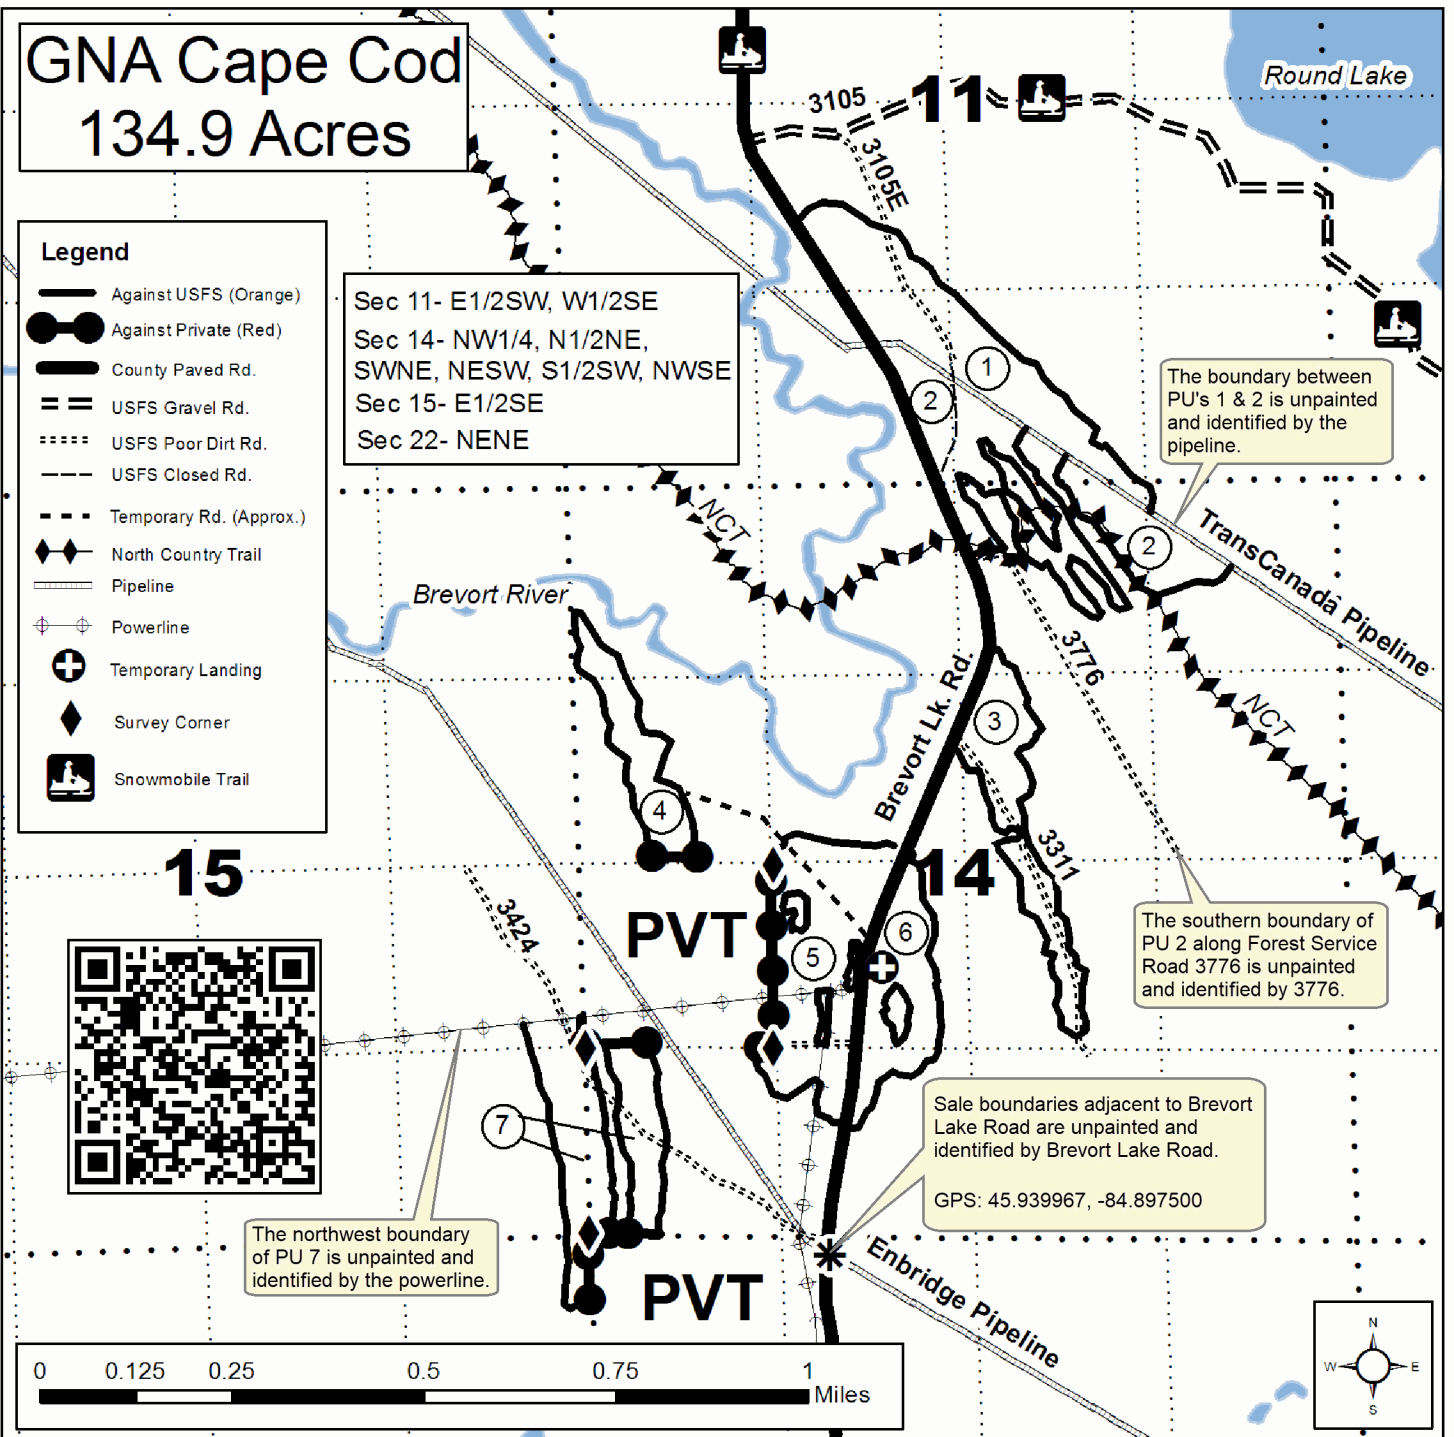 GNA Cape Cod
134.9 Acres
3105
11
Round Lake
3105E
Legend
Against USFS (Orange)
Against Private (Red)
County Paved Rd.
USFS Gravel Rd.
USFS Poor Dirt Rd.
USFS Closed Rd.
Temporary Rd. (Approx.)
North Country Trail
Pipeline
Powerline
Temporary Landing
Survey Corner
Snowmobile Trail
Sec 11- E1/2SW, W1/2SE
Sec 14- NW1/4, N1/2NE,
SWNE, NESW, S1/2SW, NWSE
Sec 15- E1/2SE
Sec 22- NENE
1
2
The boundary between
PU's 1 & 2 is unpainted
and identified by the
pipeline.
NCT
2
TransCanada Pipeline
Brevort River
3776
NCT
3
Brevort Lk. Rd.
4
15
14
3311
3424
PVT
5
6
The southern boundary of
PU 2 along Forest Service
Road 3776 is unpainted
and identified by 3776.
7
Sale boundaries adjacent to Brevort
Lake Road are unpainted and
identified by Brevort Lake Road.
GPS: 45.939967, -84.897500
The northwest boundary
of PU 7 is unpainted and
identified by the powerline.
PVT
Enbridge Pipeline
0 0.125 0.25 0.5 0.75 1
Miles
N
W E
S